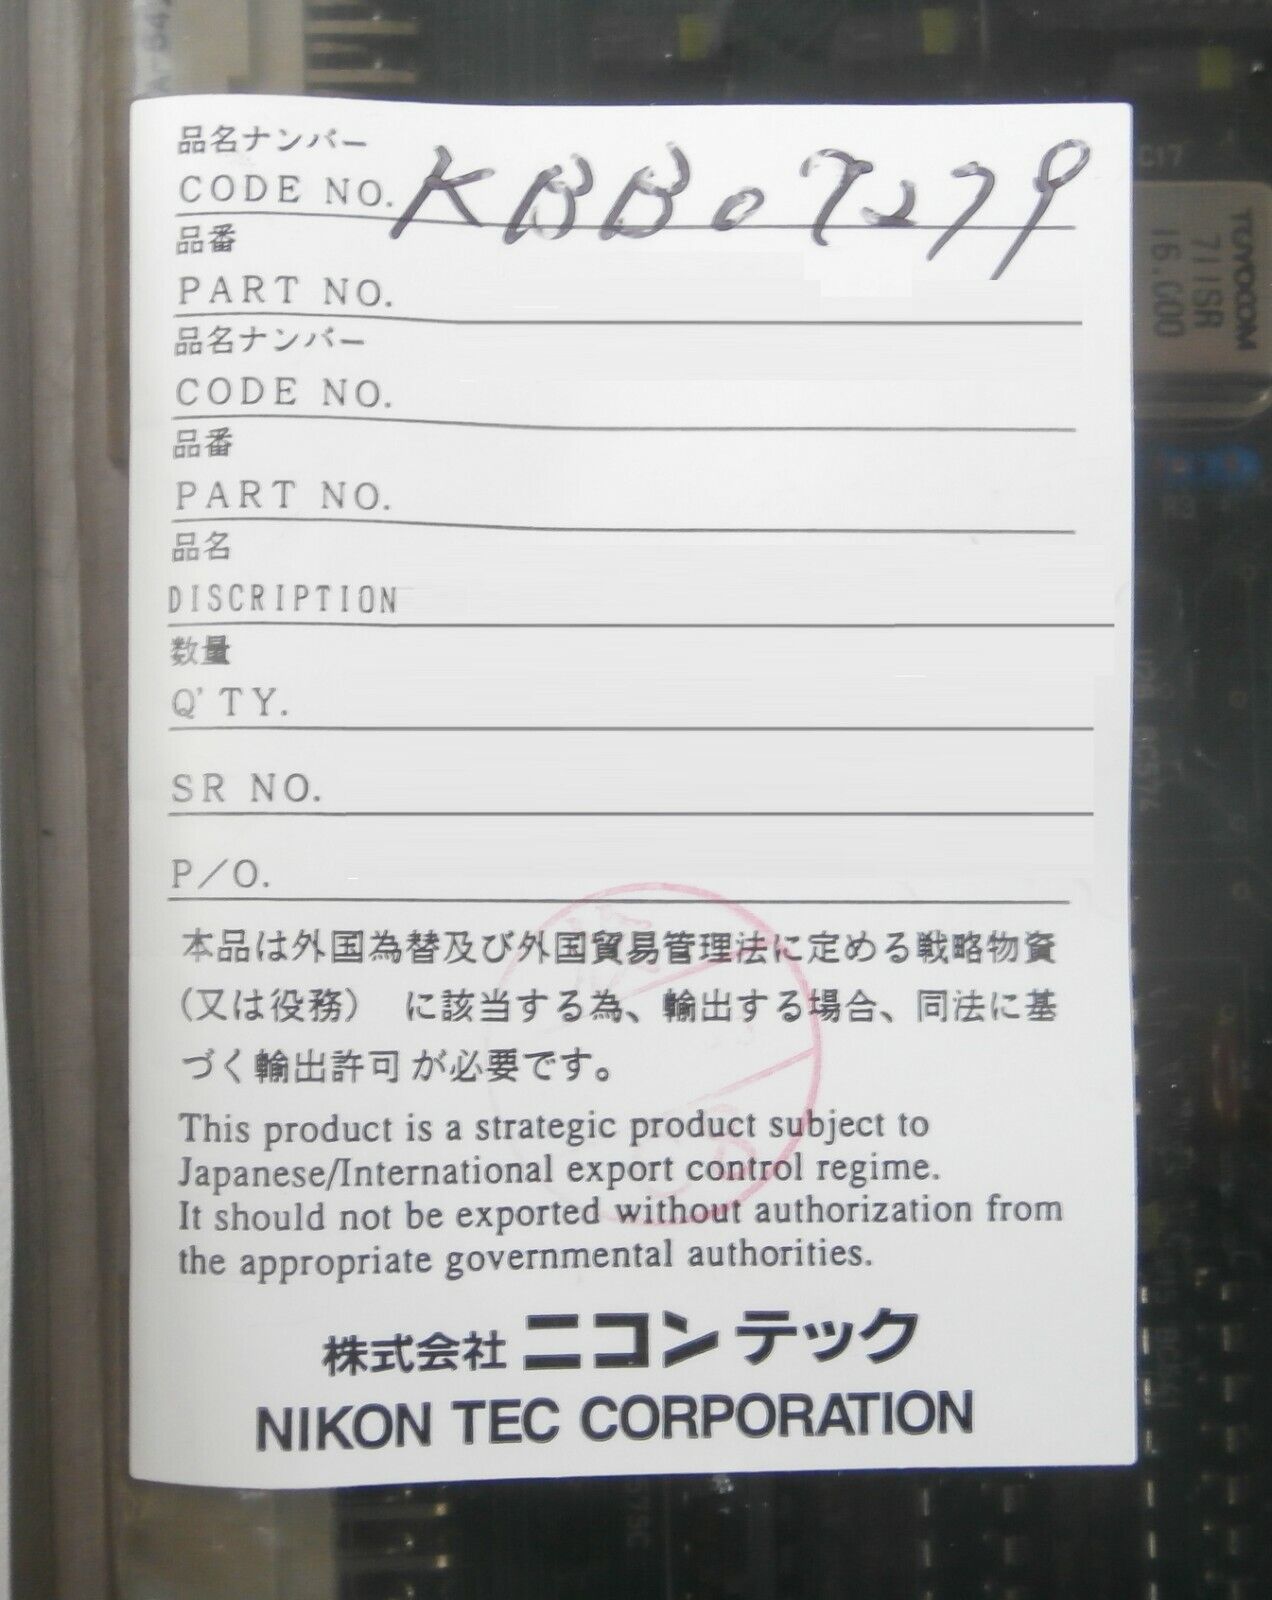 品名ナンバー
CODE NO. KBB07279
品番
PART NO.
品名ナンバー
CODE NO.
品番
PART NO.
品名
DISCRIPTION
数量
Q'TY.
SR NO.
P/O.
本品は外国為替及び外国貿易管理法に定める戦略物資
(又は役務) に該当する為、輸出する場合、同法に基
づく輸出許可が必要です。
This product is a strategic product subject to
Japanese/International export control regime.
It should not be exported without authorization from
the appropriate governmental authorities.
株式会社 ニコンテック
NIKON TEC CORPORATION
C17
TOYOCOM
711SR
16.000